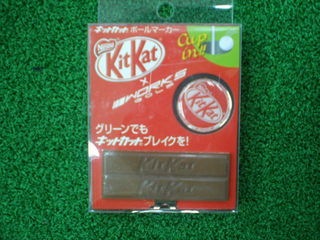 キットカット ボールマーカー
Nestlé
KitKat
Cup in!!
×
WORKS
GOLF
KitKat
グリーンでも
キットカットブレイクを!
KitKat
KitKat